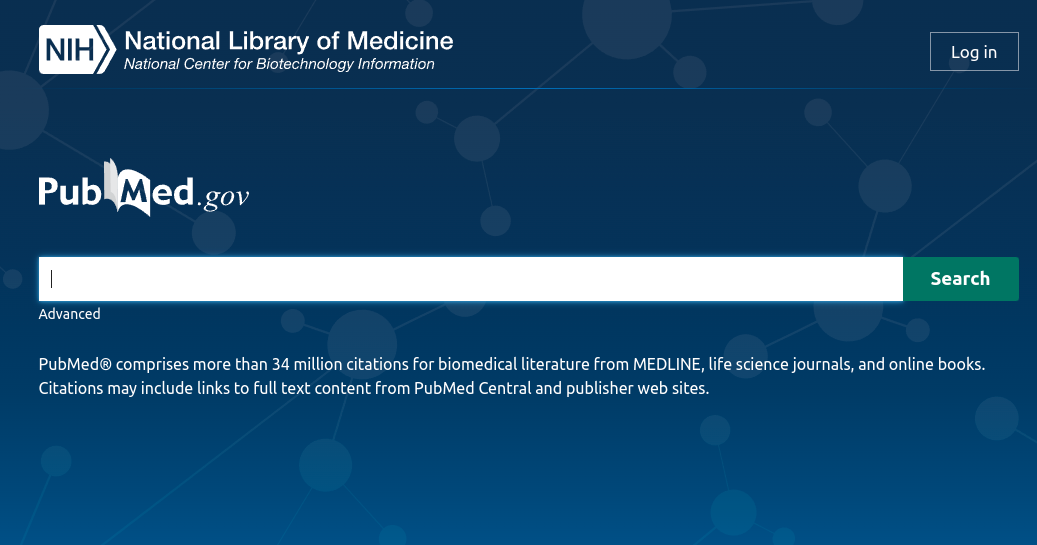 NIH National Library of Medicine
National Center for Biotechnology Information
Log in
PubMed.gov
Search
Advanced
PubMed® comprises more than 34 million citations for biomedical literature from MEDLINE, life science journals, and online books.
Citations may include links to full text content from PubMed Central and publisher web sites.